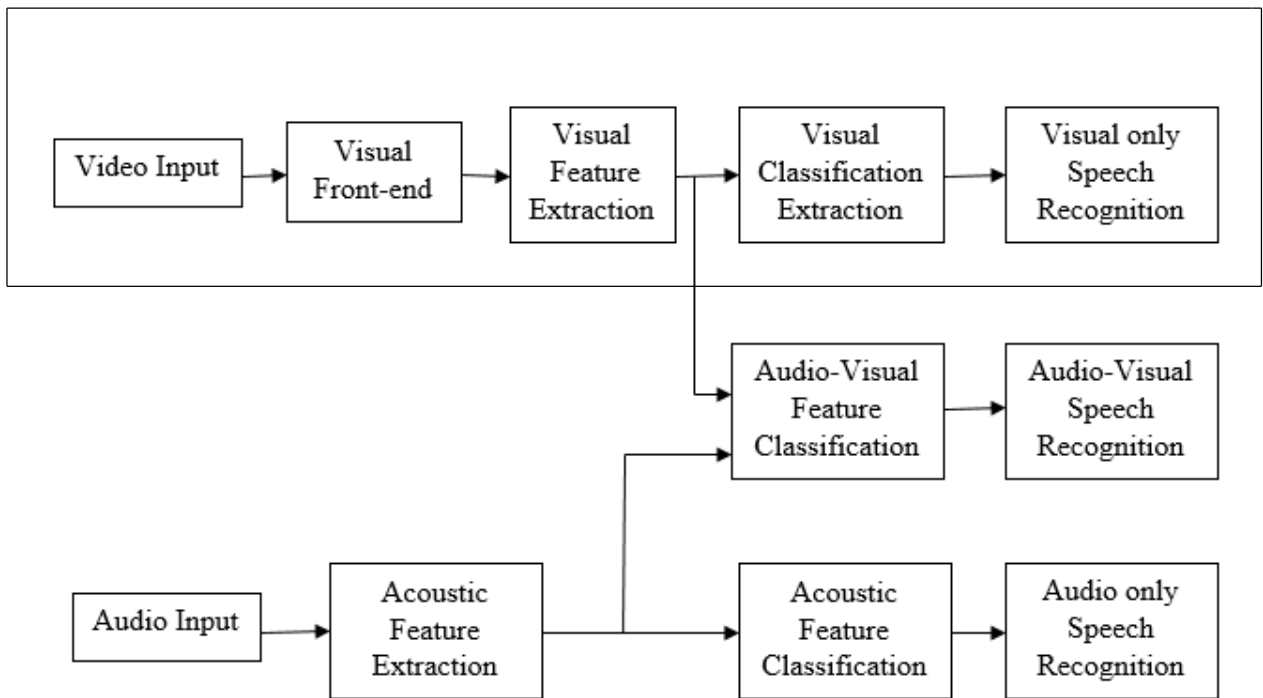 Video Input
Visual
Front-end
Visual
Feature
Extraction
Visual
Classification
Extraction
Visual only
Speech
Recognition
Audio-Visual
Feature
Classification
Audio-Visual
Speech
Recognition
Audio Input
Acoustic
Feature
Extraction
Acoustic
Feature
Classification
Audio only
Speech
Recognition